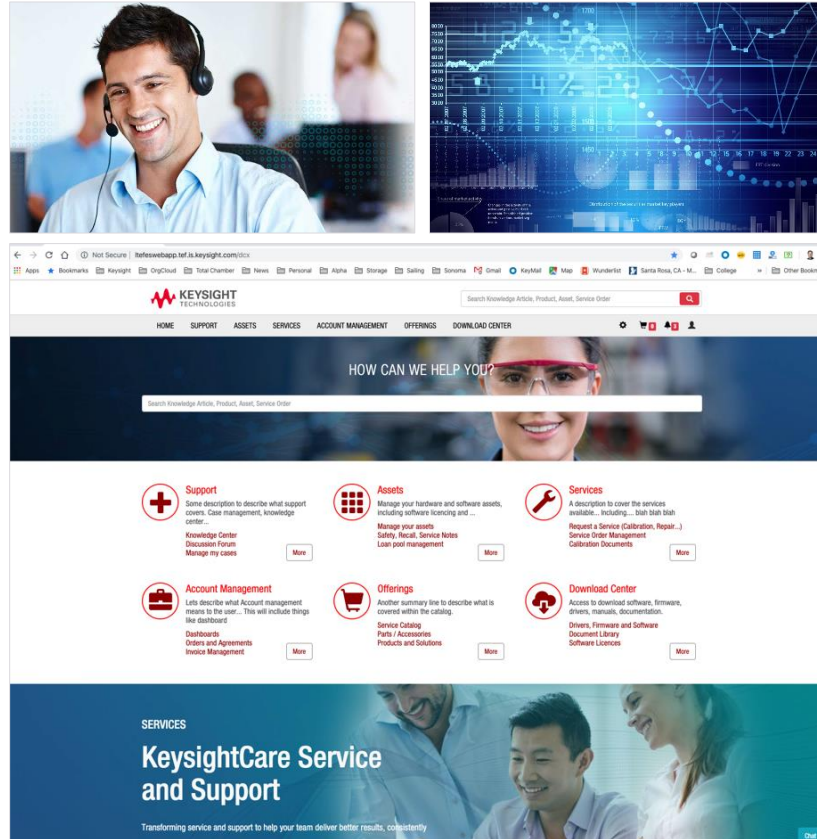 Not Secure | ltefeswebapp.tef.is.keysight.com/dcx
Apps Bookmarks Keysight OrgCloud Total Chamber News Personal Alpha Storage Sailing Sonoma Gmail KeyMail Map Wunderlist Santa Rosa, CA - M... College » Other Bookm
KEYSIGHT
TECHNOLOGIES
Search Knowledge Article, Product, Asset, Service Order
HOME SUPPORT ASSETS SERVICES ACCOUNT MANAGEMENT OFFERINGS DOWNLOAD CENTER
HOW CAN WE HELP YOU?
Search Knowledge Article, Product, Asset, Service Order
Support
Some description to describe what support
covers. Case management, knowledge
center...
Knowledge Center
Discussion Forum
Manage my cases
More
Assets
Manage your hardware and software assets,
including software licencing and ...
Manage your assets
Safety, Recall, Service Notes
Loan pool management
More
Services
A description to cover the services
available... Including.... blah blah blah
Request a Service (Calibration, Repair...)
Service Order Management
Calibration Documents
More
Account Management
Lets describe what Account management
means to the user... This will include things
like dashboard
Dashboards
Orders and Agreements
Invoice Management
More
Offerings
Another summary line to describe what is
covered within the catalog.
Service Catalog
Parts / Accessories
Products and Solutions
More
Download Center
Access to download software, firmware,
drivers, manuals, documentation.
Drivers, Firmware and Software
Document Library
Software Licences
More
SERVICES
KeysightCare Service
and Support
Transforming service and support to help your team deliver better results, consistently
Chat